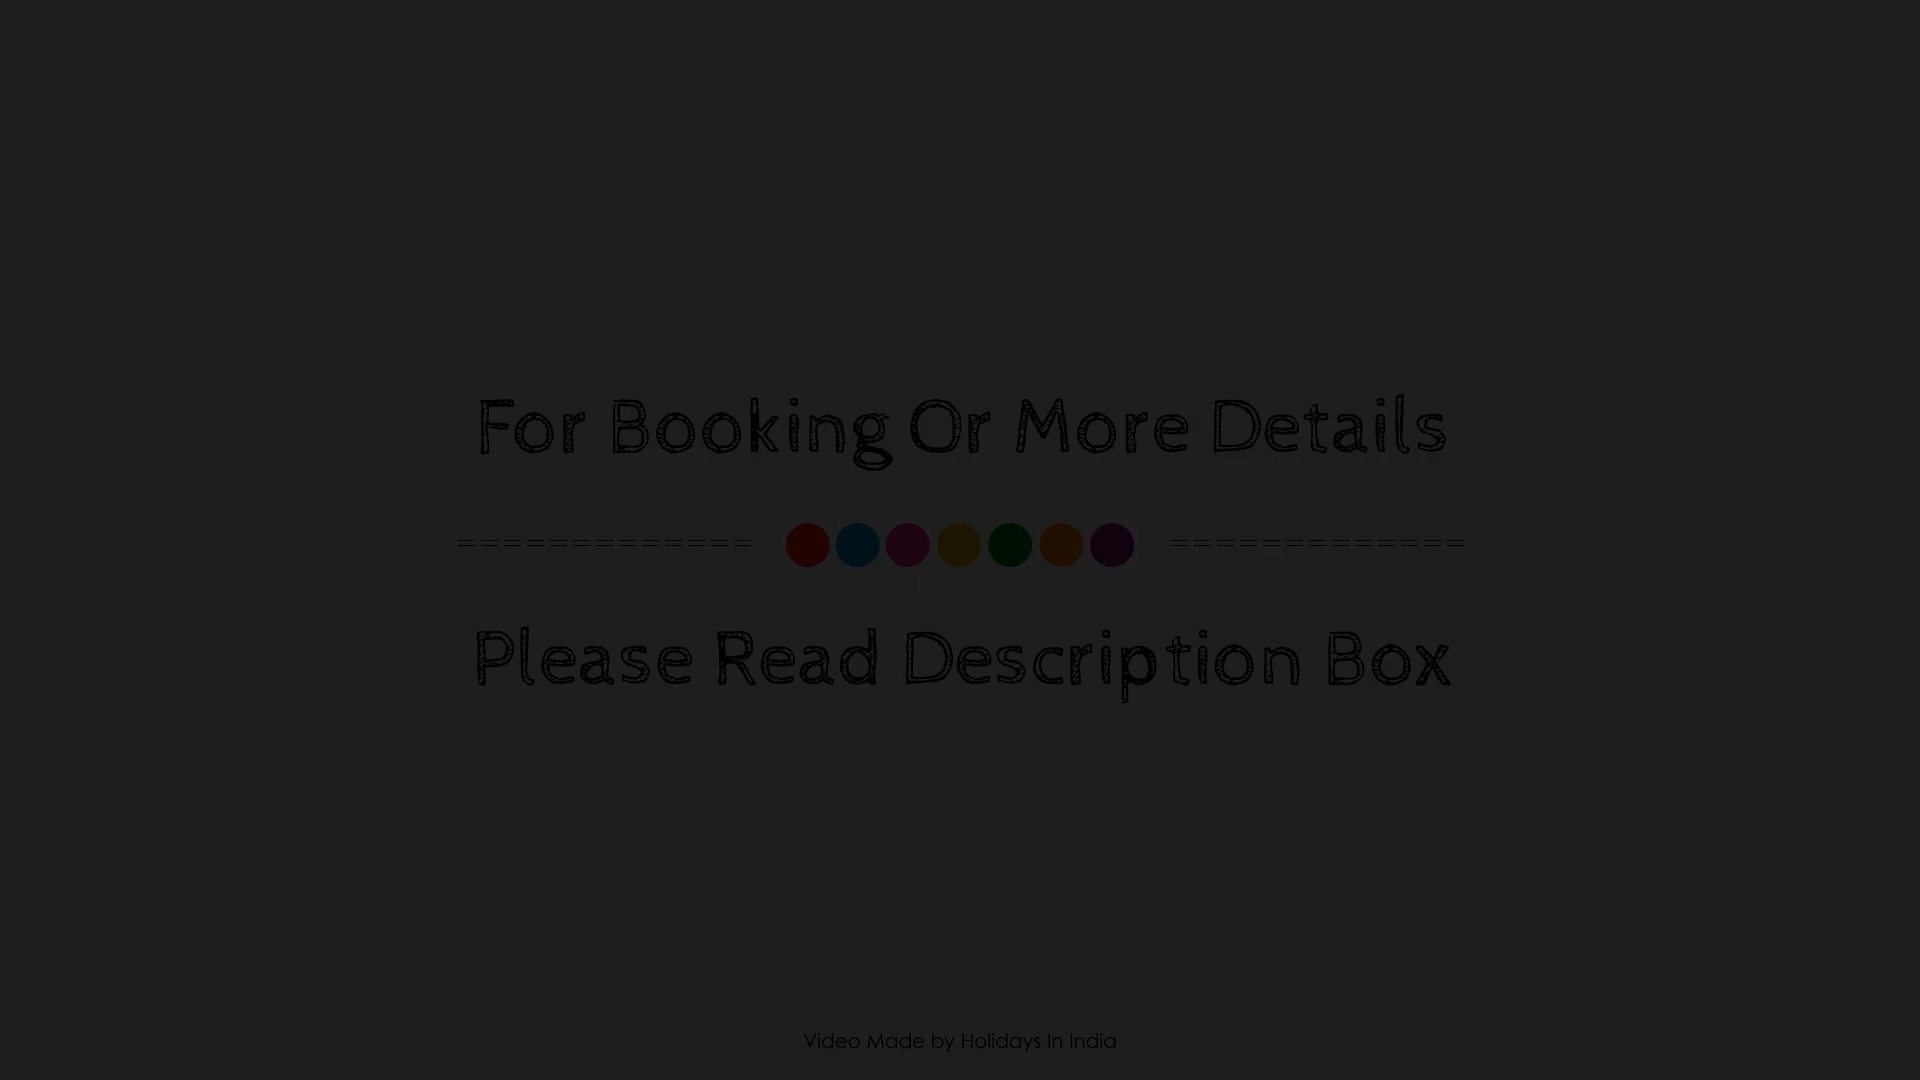 For Booking Or More Details
============= =============
Please Read Description Box
Video Made by Holidays In India